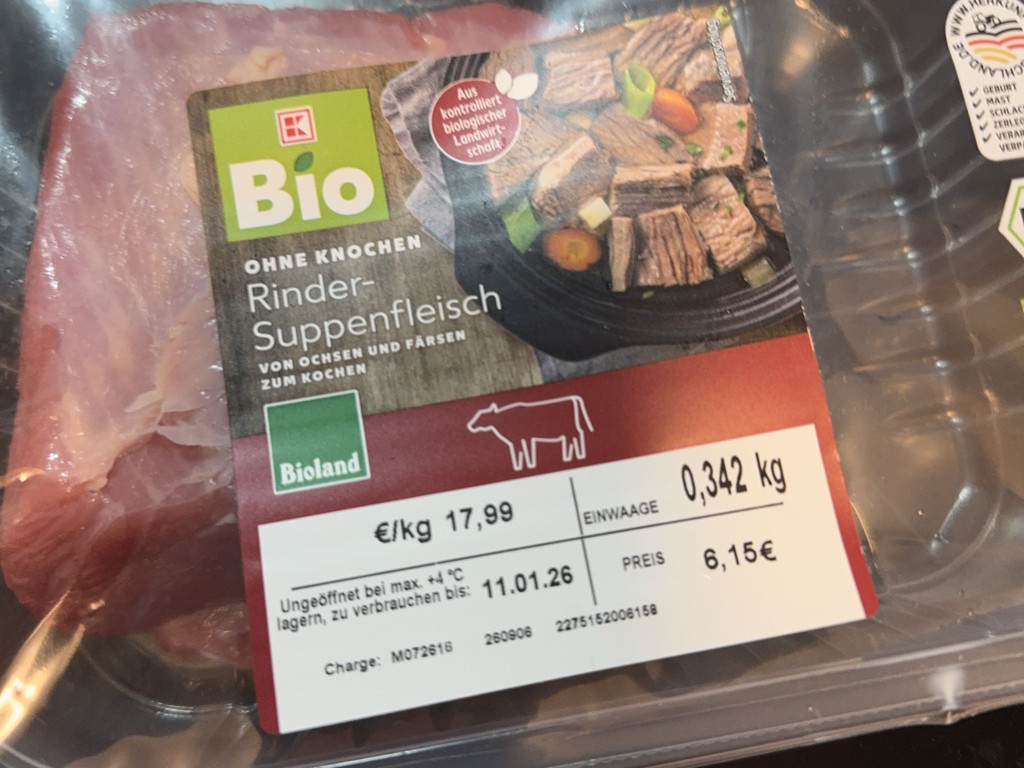 K
Bio
Aus
kontrolliert
biologischer
Landwirt-
schaft
OHNE KNOCHEN
Rinder-
Suppenfleisch
VON OCHSEN UND FÄRSEN
ZUM KOCHEN
Bioland
€/kg 17,99
EINWAAGE 0,342 kg
Ungeöffnet bei max. +4 °C
lagern, zu verbrauchen bis: 11.01.26
PREIS 6,15€
Charge: M072616 260906 2275152006158
GEBURT
MAST